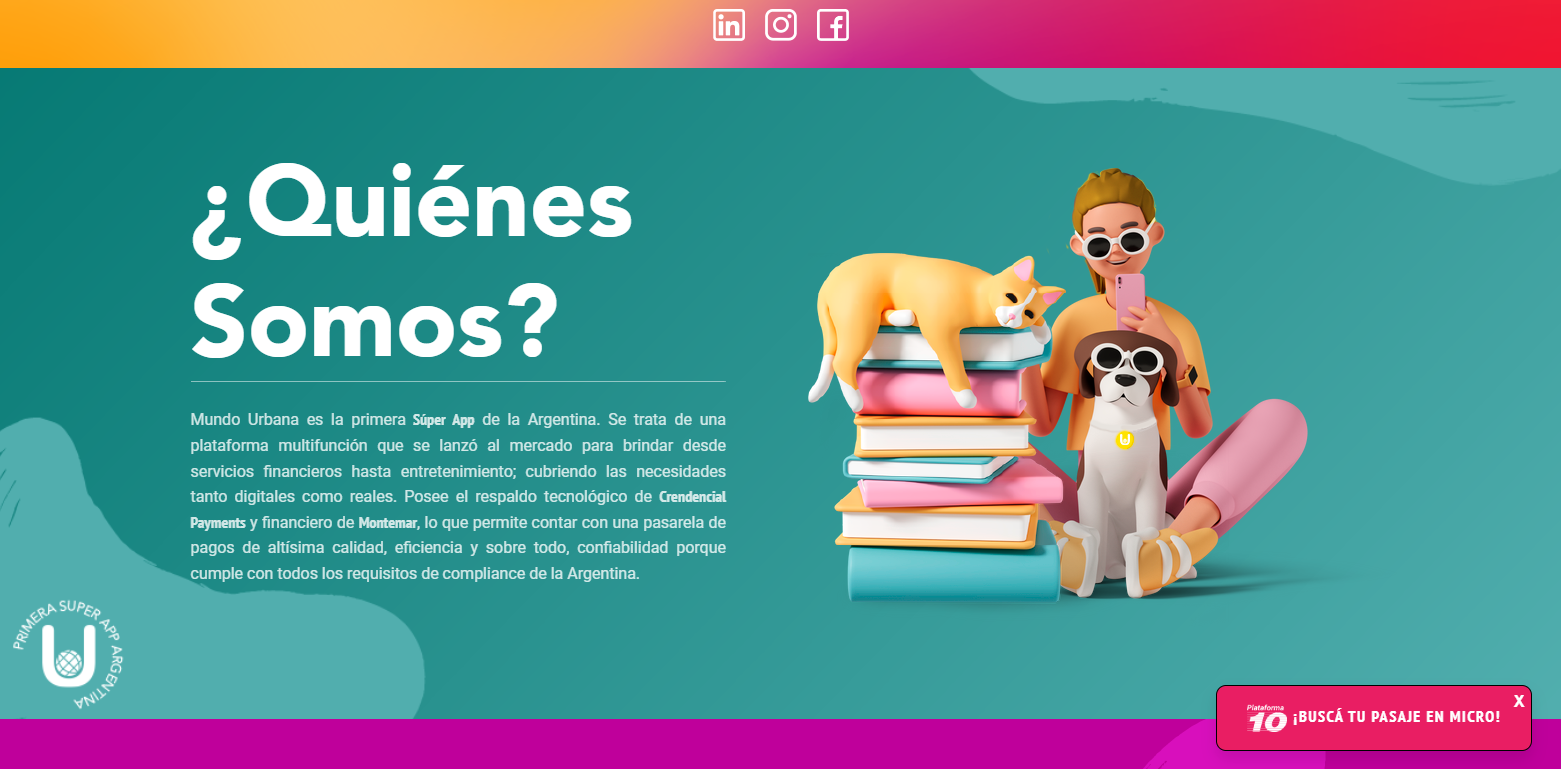 ¿Quiénes
Somos?
Mundo Urbana es la primera Súper App de la Argentina. Se trata de una
plataforma multifunción que se lanzó al mercado para brindar desde
servicios financieros hasta entretenimiento; cubriendo las necesidades
tanto digitales como reales. Posee el respaldo tecnológico de Crendencial
Payments y financiero de Montemar, lo que permite contar con una pasarela de
pagos de altísima calidad, eficiencia y sobre todo, confiabilidad porque
cumple con todos los requisitos de compliance de la Argentina.
PRIMERA SUPER APP ARGENTINA
U
X
Plataforma
10
¡BUSCÁ TU PASAJE EN MICRO!